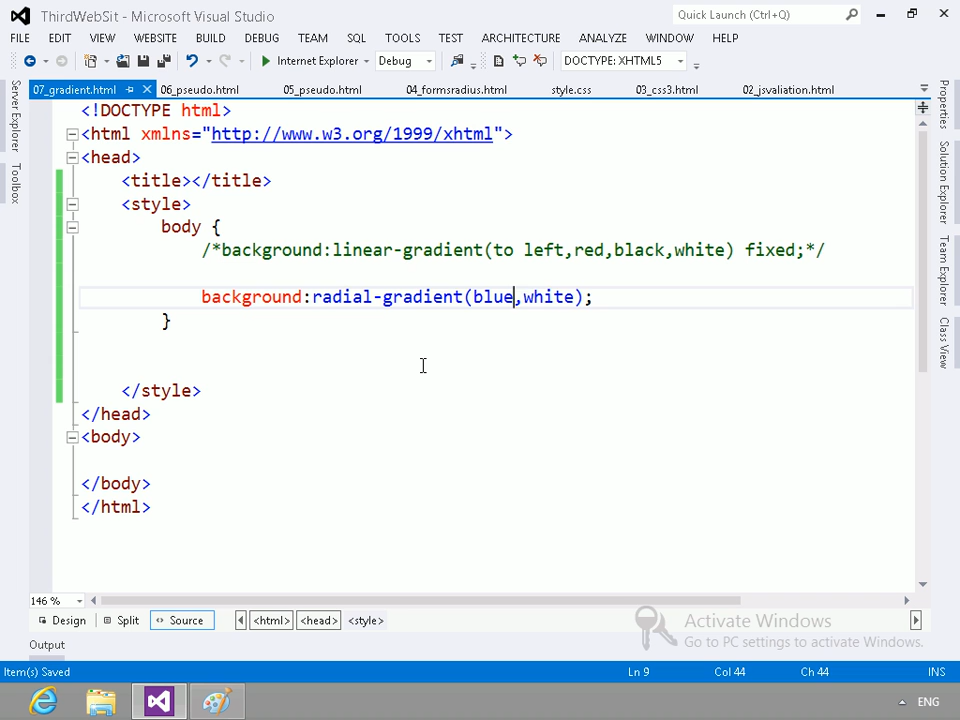 ThirdWebSit - Microsoft Visual Studio
Quick Launch (Ctrl+Q)
FILE EDIT VIEW WEBSITE BUILD DEBUG TEAM SQL TOOLS TEST ARCHITECTURE ANALYZE WINDOW HELP
Internet Explorer Debug DOCTYPE: XHTML5
07_gradient.html 06_pseudo.html 05_pseudo.html 04_formsradius.html style.css 03_css3.html 02_jsvaliation.html
Server Explorer
Toolbox
<!DOCTYPE html>
<html xmlns="http://www.w3.org/1999/xhtml">
<head>
<title></title>
<style>
body {
/*background:linear-gradient(to left,red,black,white) fixed;*/
background:radial-gradient(blue,white);
}
</style>
</head>
<body>
</body>
</html>
Properties
Solution Explorer
Team Explorer
Class View
146 %
Design Split Source <html> <head> <style>
Activate Windows
Go to PC settings to activate Windows.
Output
Item(s) Saved Ln 9 Col 44 Ch 44 INS
ENG